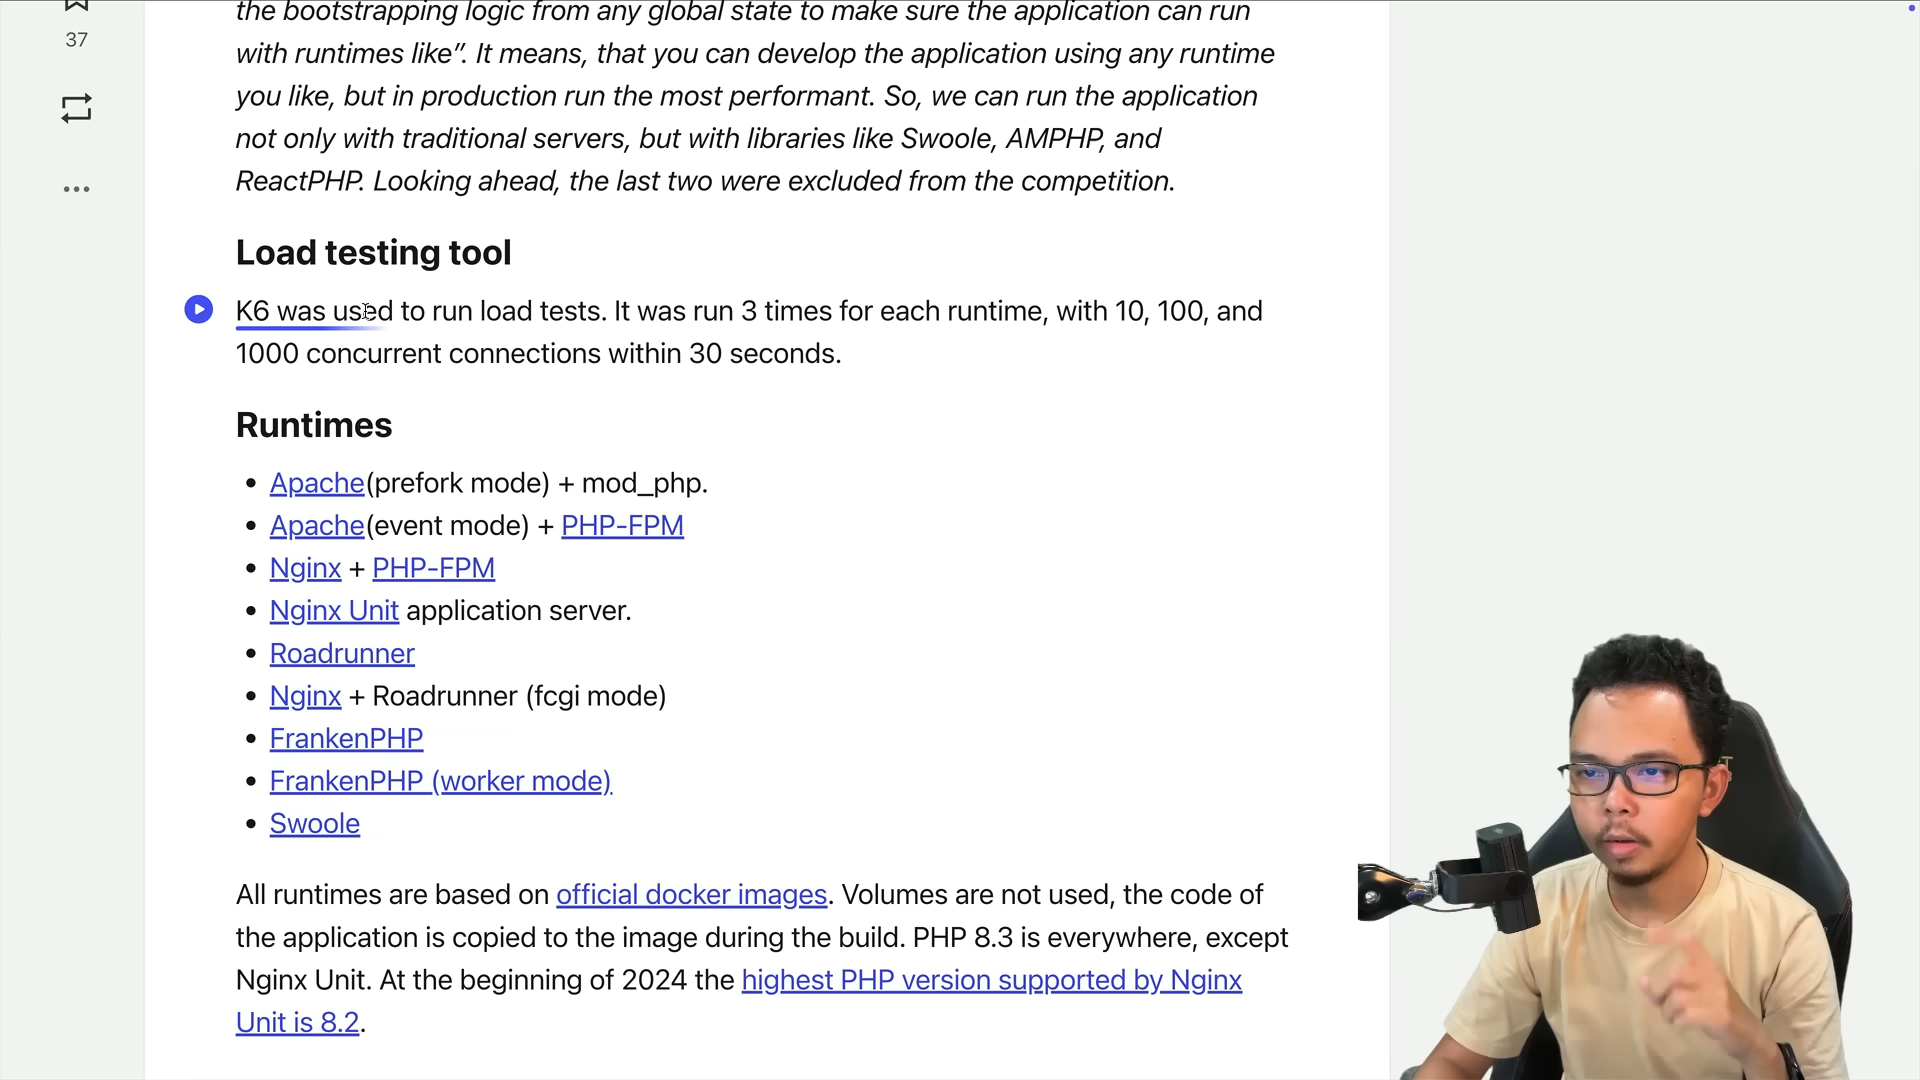 37
the bootstrapping logic from any global state to make sure the application can run
with runtimes like”. It means, that you can develop the application using any runtime
you like, but in production run the most performant. So, we can run the application
not only with traditional servers, but with libraries like Swoole, AMPHP, and
ReactPHP. Looking ahead, the last two were excluded from the competition.
Load testing tool
K6 was used to run load tests. It was run 3 times for each runtime, with 10, 100, and
1000 concurrent connections within 30 seconds.
Runtimes
• Apache(prefork mode) + mod_php.
• Apache(event mode) + PHP-FPM
• Nginx + PHP-FPM
• Nginx Unit application server.
• Roadrunner
• Nginx + Roadrunner (fcgi mode)
• FrankenPHP
• FrankenPHP (worker mode)
• Swoole
All runtimes are based on official docker images. Volumes are not used, the code of
the application is copied to the image during the build. PHP 8.3 is everywhere, except
Nginx Unit. At the beginning of 2024 the highest PHP version supported by Nginx
Unit is 8.2.